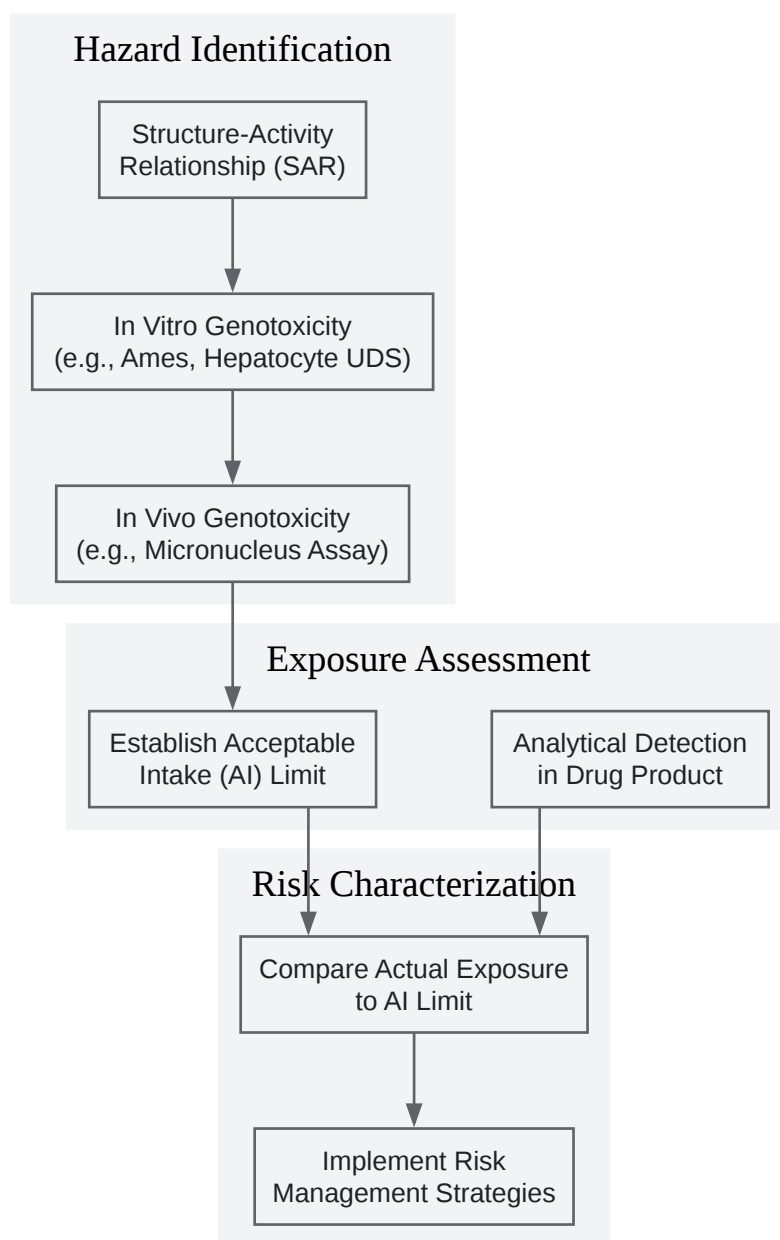 Hazard Identification
Structure-Activity
Relationship (SAR)
In Vitro Genotoxicity
(e.g., Ames, Hepatocyte UDS)
In Vivo Genotoxicity
(e.g., Micronucleus Assay)
Exposure Assessment
Establish Acceptable
Intake (AI) Limit
Analytical Detection
in Drug Product
Risk Characterization
Compare Actual Exposure
to AI Limit
Implement Risk
Management Strategies